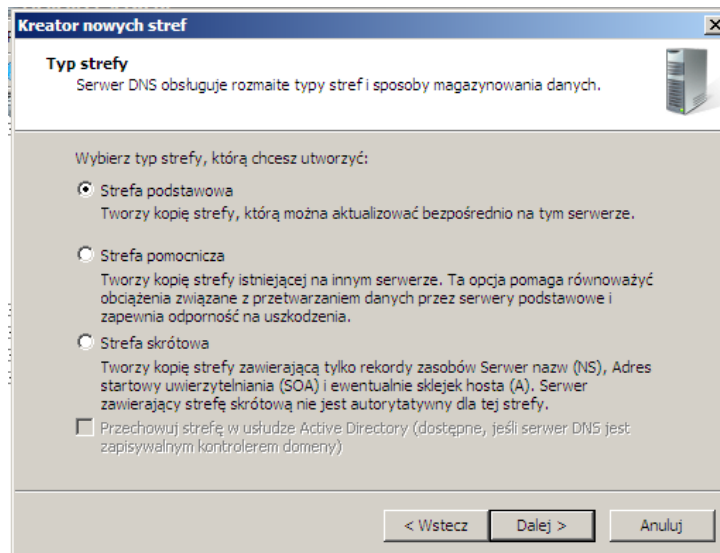 Kreator nowych stref
Typ strefy
Serwer DNS obsługuje rozmaite typy stref i sposoby magazynowania danych.
Wybierz typ strefy, którą chcesz utworzyć:
Strefa podstawowa
Tworzy kopię strefy, którą można aktualizować bezpośrednio na tym serwerze.
Strefa pomocnicza
Tworzy kopię strefy istniejącej na innym serwerze. Ta opcja pomaga równoważyć
obciążenia związane z przetwarzaniem danych przez serwery podstawowe i
zapewnia odporność na uszkodzenia.
Strefa skrótowa
Tworzy kopię strefy zawierającą tylko rekordy zasobów Serwer nazw (NS), Adres
startowy uwierzytelniania (SOA) i ewentualnie sklejek hosta (A). Serwer
zawierający strefę skrótową nie jest autorytatywny dla tej strefy.
Przechowuj strefę w usłudze Active Directory (dostępne, jeśli serwer DNS jest
zapisywalnym kontrolerem domeny)
< Wstecz
Dalej >
Anuluj